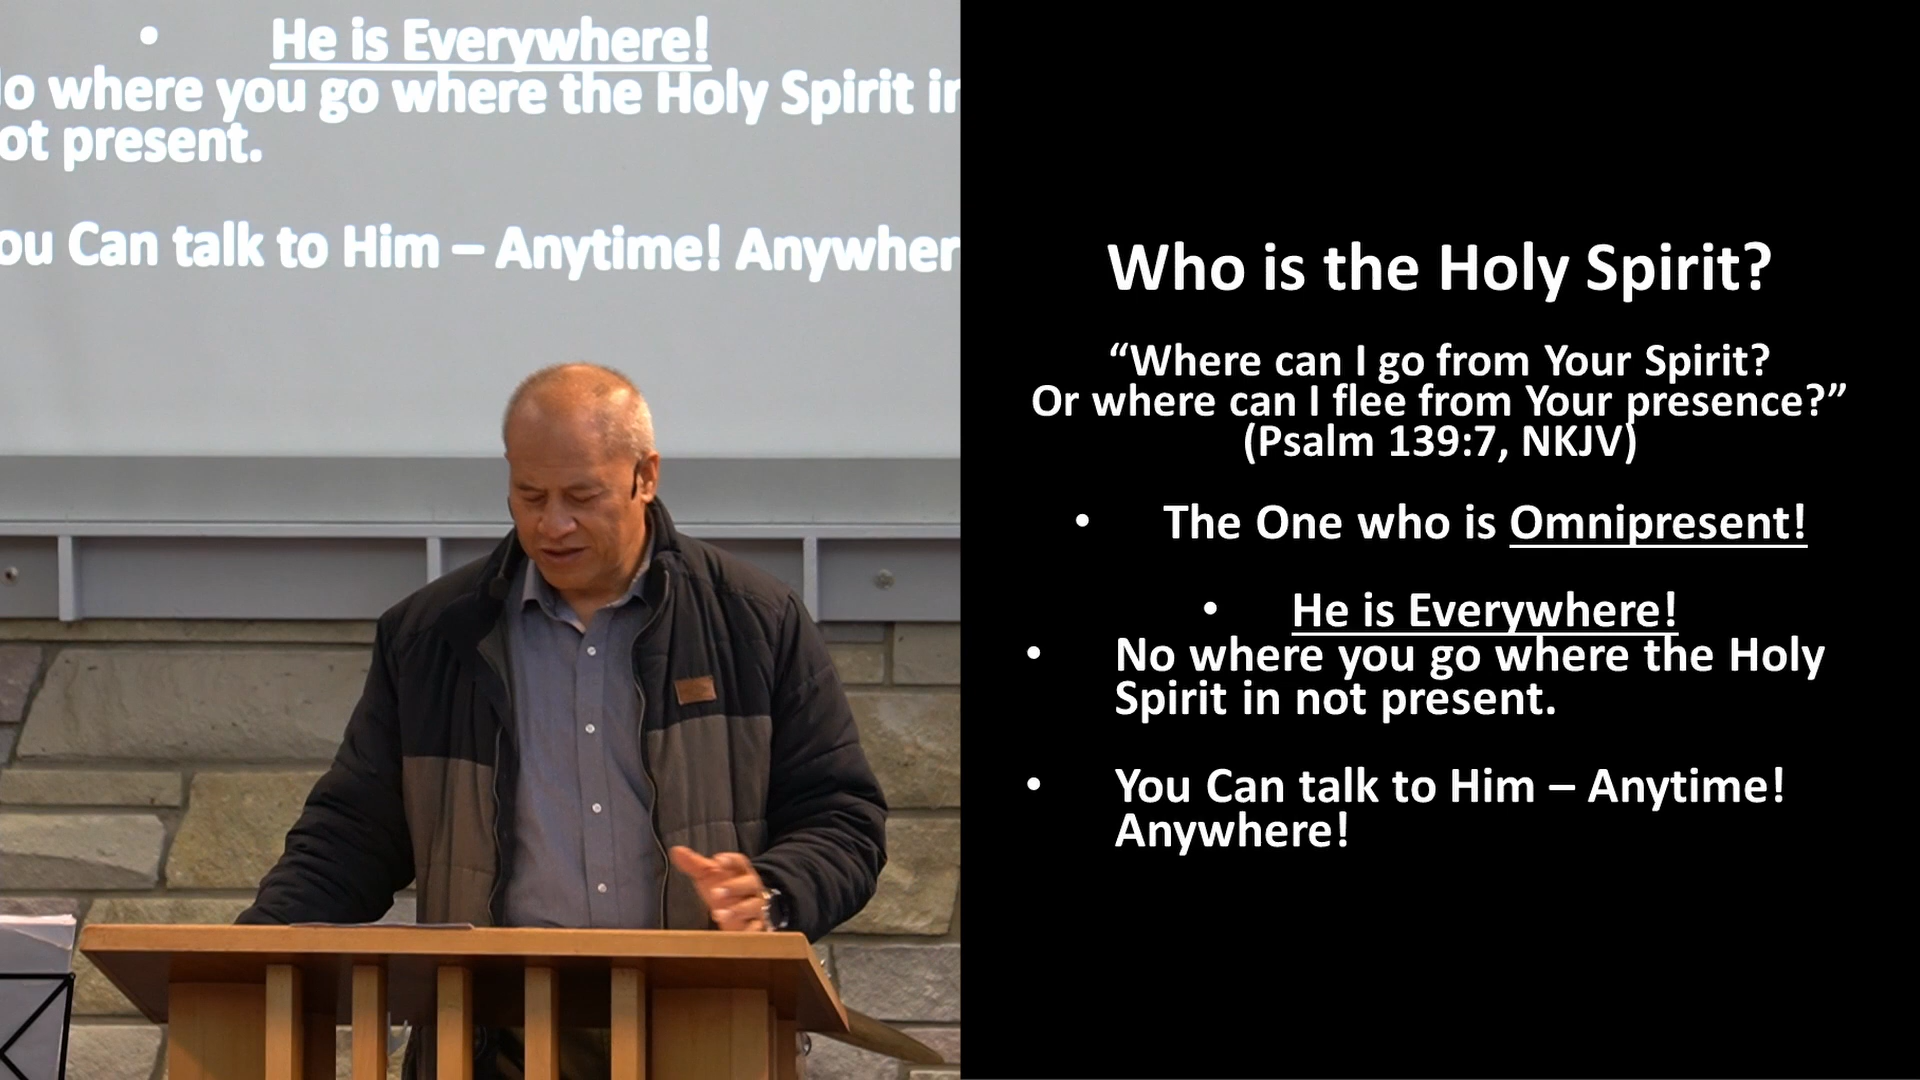 • He is Everywhere!
where you go where the Holy Spirit
present.
Can talk to Him – Anytime!
Who is the Holy Spirit?
“Where can I go from Your Spirit?
Or where can I flee from Your presence?”
(Psalm 139:7, NKJV)
• The One who is Omnipresent!
• He is Everywhere!
• No where you go where the Holy
Spirit in not present.
• You Can talk to Him – Anytime!
Anywhere!